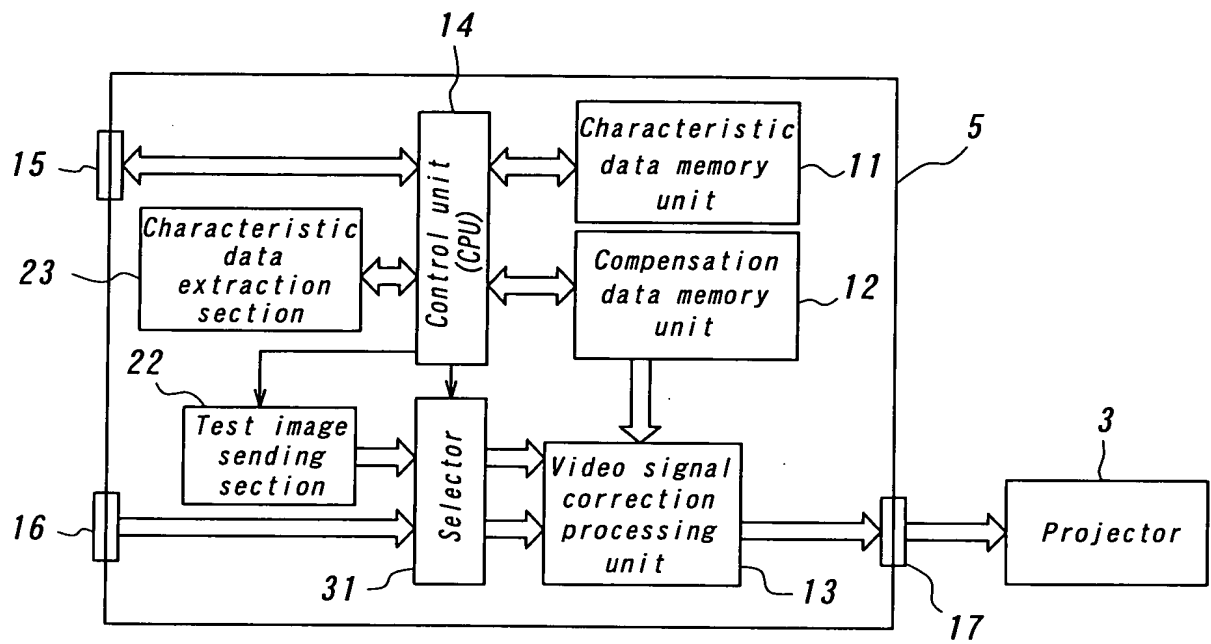 14
15
Control unit
(CPU)
Characteristic
data memory
unit
11
5
Characteristic
data
extraction
section
23
Compensation
data memory
unit
12
22
Test image
sending
section
Selector
31
Video signal
correction
processing
unit
13
16
17
3
Projector